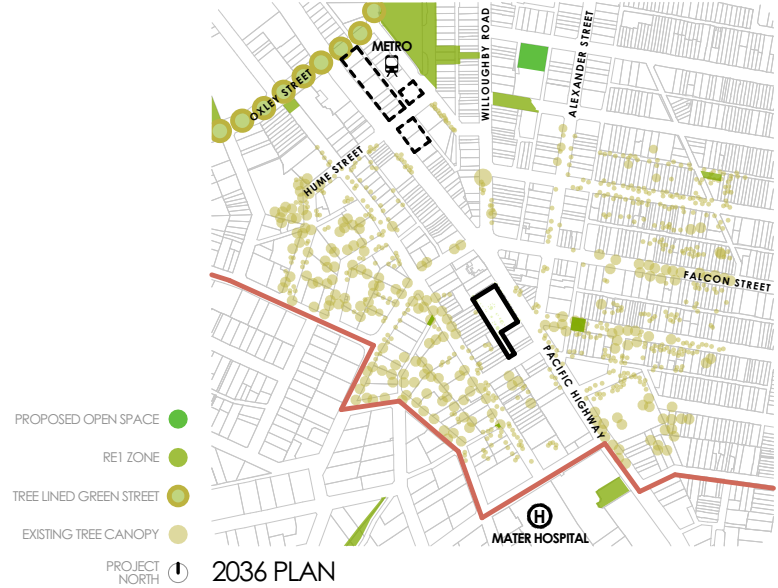 METRO
WILLOUGHBY ROAD
ALEXANDER STREET
OXLEY STREET
HUME STREET
FALCON STREET
PACIFIC HIGHWAY
PROPOSED OPEN SPACE
RE1 ZONE
TREE LINED GREEN STREET
EXISTING TREE CANOPY
H
MATER HOSPITAL
PROJECT
NORTH
2036 PLAN